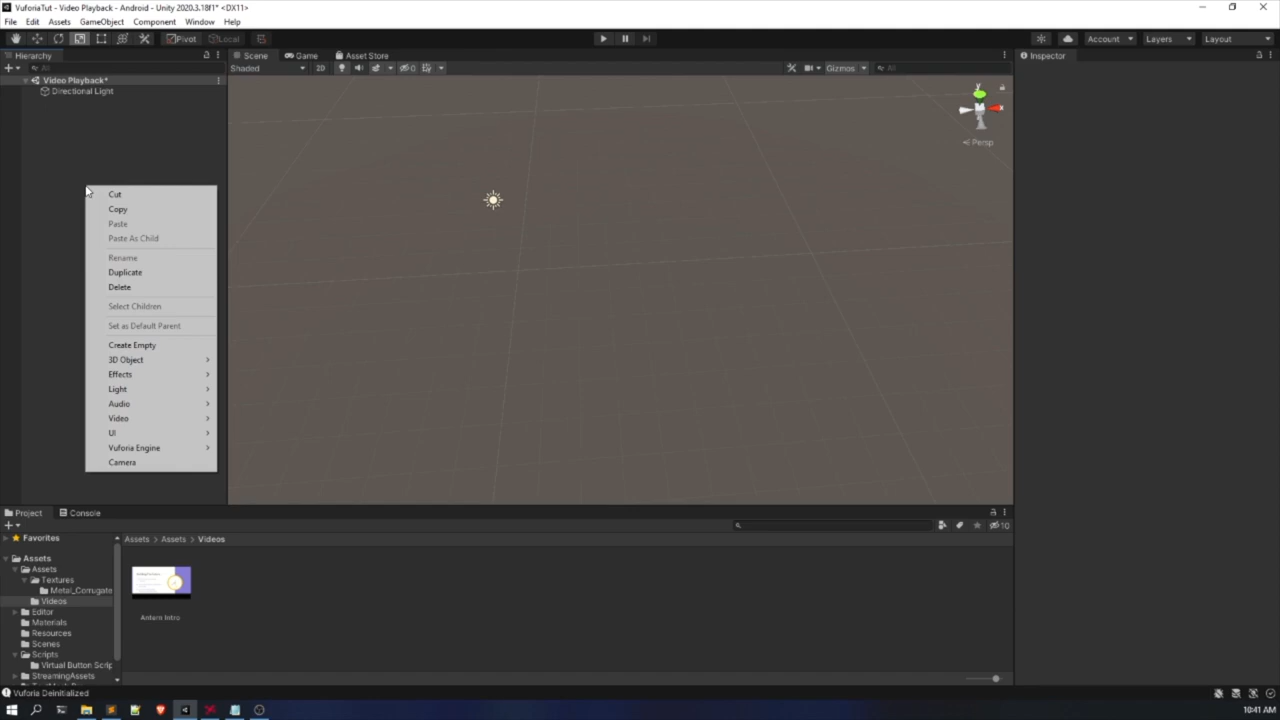 VuforiaTut - Video Playback - Android - Unity 2020.3.18f1* <DX11>
File Edit Assets GameObject Component Window Help
Pivot Local Account Layers Layout
Hierarchy Scene Game Asset Store Inspector
All Shaded 2D 0 Gizmos All
Video Playback*
Directional Light
y
x
Persp
Cut
Copy
Paste
Paste As Child
Rename
Duplicate
Delete
Select Children
Set as Default Parent
Create Empty
3D Object
Effects
Light
Audio
Video
UI
Vuforia Engine
Camera
Project Console
10
Favorites
Assets > Assets > Videos
Assets
Assets
Textures
Metal_Corrugate
Videos
Editor
Materials
Resources
Scenes
Scripts
Virtual Button Scrip
StreamingAssets
Vuforia Deinitialized
10:41 AM